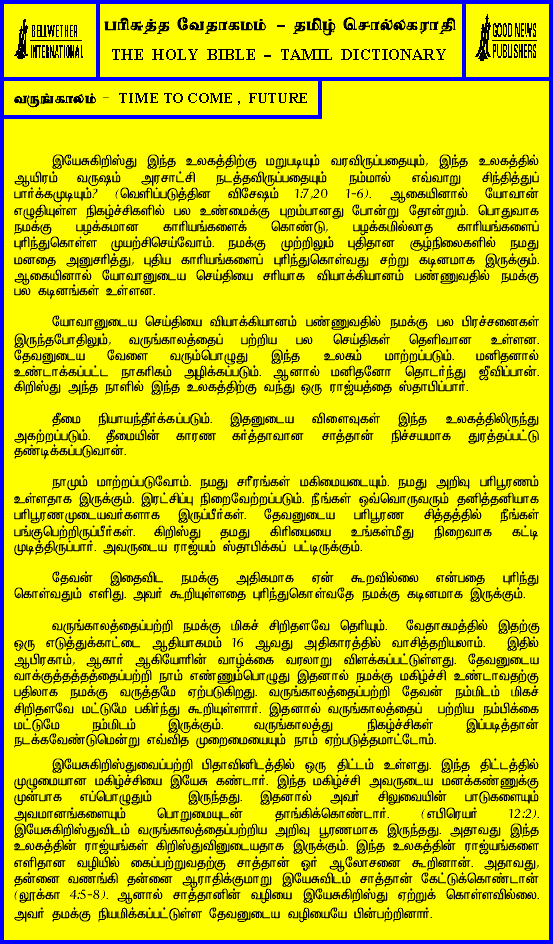 BELLWETHER
INTERNATIONAL
பரிசுத்த வேதாகமம் - தமிழ் சொல்லகராதி
THE HOLY BIBLE – TAMIL DICTIONARY
GOOD NEWS
PUBLISHERS
வருங்காலம் - TIME TO COME , FUTURE
இயேசுகிறிஸ்து இந்த உலகத்திற்கு மறுபடியும் வரவிருப்பதையும், இந்த உலகத்தில்
ஆயிரம் வருஷம் அரசாட்சி நடத்தவிருப்பதையும் நம்மால் எவ்வாறு சிந்தித்துப்
பார்க்கமுடியும்? (வெளிப்படுத்தின விசேஷம் 1:7,20 1-6). ஆகையினால் யோவான்
எழுதியுள்ள நிகழ்ச்சிகளில் பல உண்மைக்கு புறம்பானது போன்று தோன்றும். பொதுவாக
நமக்கு பழக்கமான காரியங்களைக் கொண்டு, பழக்கமில்லாத காரியங்களைப்
புரிந்துகொள்ள முயற்சிசெய்வோம். நமக்கு முற்றிலும் புதிதான சூழ்நிலைகளில் நமது
மனதை அனுசரித்து, புதிய காரியங்களைப் புரிந்துகொள்வது சற்று கடினமாக இருக்கும்.
ஆகையினால் யோவானுடைய செய்தியை சரியாக வியாக்கியானம் பண்ணுவதில் நமக்கு
பல கடினங்கள் உள்ளன.
யோவானுடைய செய்தியை வியாக்கியானம் பண்ணுவதில் நமக்கு பல பிரச்சனைகள்
இருந்தபோதிலும், வருங்காலத்தைப் பற்றிய பல செய்திகள் தெளிவான உள்ளன.
தேவனுடைய வேளை வரும்பொழுது இந்த உலகம் மாற்றப்படும். மனிதனால்
உண்டாக்கப்பட்ட நாகரிகம் அழிக்கப்படும். ஆனால் மனிதனோ தொடர்ந்து ஜீவிப்பான்.
கிறிஸ்து அந்த நாளில் இந்த உலகத்திற்கு வந்து ஒரு ராஜ்யத்தை ஸ்தாபிப்பார்.
தீமை நியாயந்தீர்க்கப்படும். இதனுடைய விளைவுகள் இந்த உலகத்திலிருந்து
அகற்றப்படும். தீமையின் காரண கர்த்தாவான சாத்தான் நிச்சயமாக துரத்தப்பட்டு
தண்டிக்கப்படுவான்.
நாமும் மாற்றப்படுவோம். நமது சரீரங்கள் மகிமையடையும். நமது அறிவு பரிபூரணம்
உள்ளதாக இருக்கும். இரட்சிப்பு நிறைவேற்றப்படும். நீங்கள் ஒவ்வொருவரும் தனித்தனியாக
பரிபூரணமுடையவர்களாக இருப்பீர்கள். தேவனுடைய பரிபூரண சித்தத்தில் நீங்கள்
பங்குபெற்றிருப்பீர்கள். கிறிஸ்து தமது கிரியையை உங்கள்மீது நிறைவாக கட்டி
முடித்திருப்பார். அவருடைய ராஜ்யம் ஸ்தாபிக்கப் பட்டிருக்கும்.
தேவன் இதைவிட நமக்கு அதிகமாக ஏன் கூறவில்லை என்பதை புரிந்து
கொள்வதும் எளிது. அவர் கூறியுள்ளதை புரிந்துகொள்வதே நமக்கு கடினமாக இருக்கும்.
வருங்காலத்தைப்பற்றி நமக்கு மிகச் சிறிதளவே தெரியும். வேதாகமத்தில் இதற்கு
ஒரு எடுத்துக்காட்டை ஆதியாகமம் 16 ஆவது அதிகாரத்தில் வாசித்தறியலாம். இதில்
ஆபிரகாம், ஆகார் ஆகியோரின் வாழ்க்கை வரலாறு விளக்கப்பட்டுள்ளது. தேவனுடைய
வாக்குத்தத்தத்தைப்பற்றி நாம் எண்ணும்பொழுது இதனால் நமக்கு மகிழ்ச்சி உண்டாவதற்கு
பதிலாக நமக்கு வருத்தமே ஏற்படுகிறது. வருங்காலத்தைப்பற்றி தேவன் நம்மிடம் மிகச்
சிறிதளவே மட்டுமே பகிர்ந்து கூறியுள்ளார். இதனால் வருங்காலத்தைப் பற்றிய நம்பிக்கை
மட்டுமே நம்மிடம் இருக்கும். வருங்காலத்து நிகழ்ச்சிகள் இப்படித்தான்
நடக்கவேண்டுமென்று எவ்வித முறைமையையும் நாம் ஏற்படுத்தமாட்டோம்.
இயேசுகிறிஸ்துவைப்பற்றி பிதாவினிடத்தில் ஒரு திட்டம் உள்ளது. இந்த திட்டத்தில்
முழுமையான மகிழ்ச்சியை இயேசு கண்டார். இந்த மகிழ்ச்சி அவருடைய மனக்கண்ணுக்கு
முன்பாக எப்பொழுதும் இருந்தது. இதனால் அவர் சிலுவையின் பாடுகளையும்
அவமானங்களையும் பொறுமையுடன் தாங்கிக்கொண்டார். (எபிரெயர் 12:2).
இயேசுகிறிஸ்துவிடம் வருங்காலத்தைப்பற்றிய அறிவு பூரணமாக இருந்தது. அதாவது இந்த
உலகத்தின் ராஜ்யங்கள் கிறிஸ்துவினுடையதாக இருக்கும். இந்த உலகத்தின் ராஜ்யங்களை
எளிதான வழியில் கைப்பற்றுவதற்கு சாத்தான் ஓர் ஆலோசனை கூறினான். அதாவது,
தன்னை வணங்கி தன்னை ஆராதிக்குமாறு இயேசுவிடம் சாத்தான் கேட்டுக்கொண்டான்
(லூக்கா 4:5-8). ஆனால் சாத்தானின் வழியை இயேசுகிறிஸ்து ஏற்றுக் கொள்ளவில்லை.
அவர் தமக்கு நியமிக்கப்பட்டுள்ள தேவனுடைய வழியையே பின்பற்றினார்.